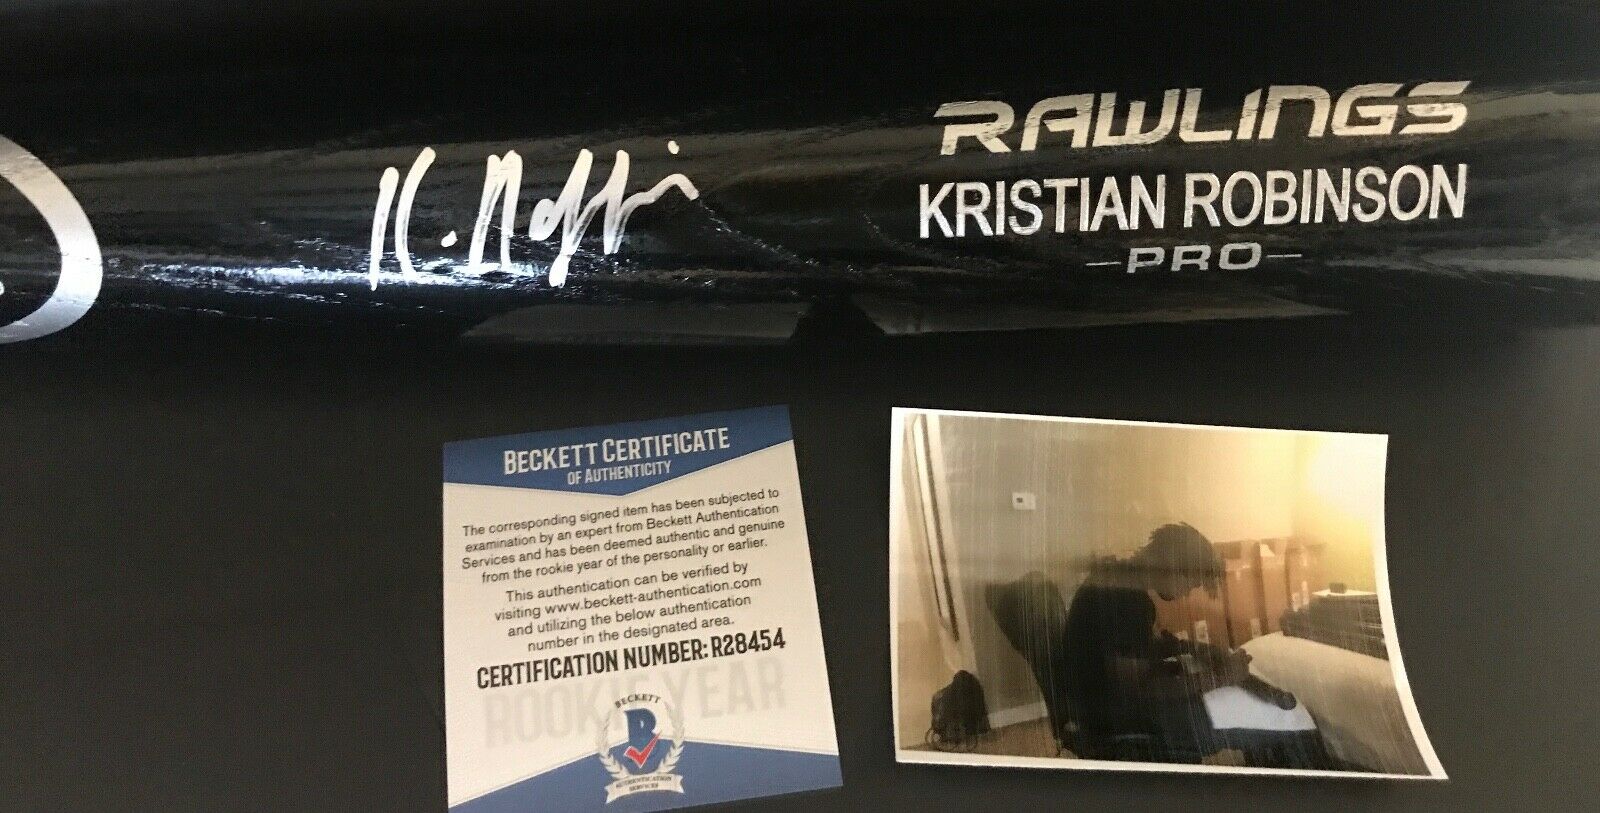 RAWLINGS
KRISTIAN ROBINSON
-PRO-
BECKETT CERTIFICATE
OF AUTHENTICITY
The corresponding signed item has been subjected to
examination by an expert from Beckett Authentication
Services and has been deemed authentic and genuine
from the rookie year of the personality or earlier.
This authentication can be verified by
visiting www.beckett-authentication.com
and utilizing the below authentication
number in the designated area.
CERTIFICATION NUMBER: R28454
ROOKIE YEAR
BECKETT
B
AUTHENTICATION
SERVICES